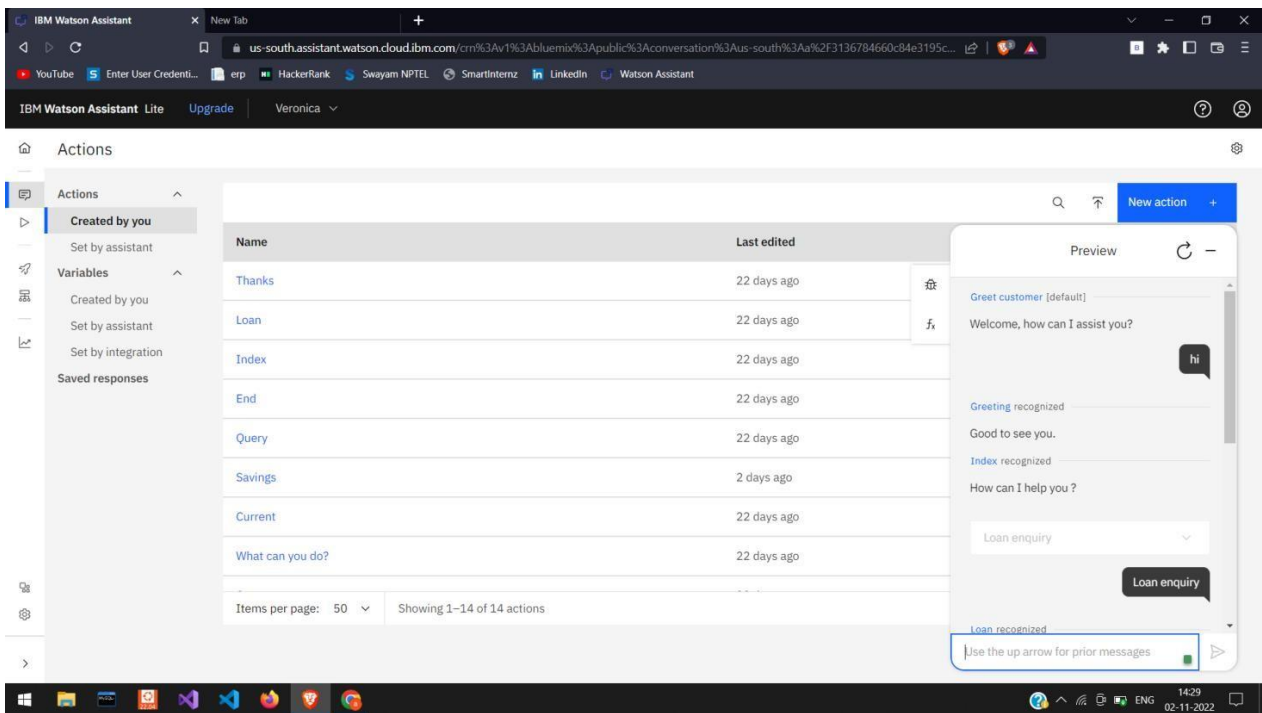 IBM Watson Assistant
New Tab
us-south.assistant.watson.cloud.ibm.com/crn%3Av1%3Abluemix%3Apublic%3Aconversation%3Aus-south%3Aa%2F3136784660c84e3195c...
YouTube Enter User Credenti... erp HackerRank Swayam NPTEL SmartInternz LinkedIn Watson Assistant
IBM Watson Assistant Lite Upgrade Veronica
Actions
Actions
Created by you
Set by assistant
Variables
Created by you
Set by assistant
Set by integration
Saved responses
New action +
Name Last edited
Thanks 22 days ago
Loan 22 days ago
Index 22 days ago
End 22 days ago
Query 22 days ago
Savings 2 days ago
Current 22 days ago
What can you do? 22 days ago
Items per page: 50 Showing 1–14 of 14 actions
Preview
Greet customer [default]
Welcome, how can I assist you?
hi
Greeting recognized
Good to see you.
Index recognized
How can I help you ?
Loan enquiry
Loan enquiry
Loan recognized
Use the up arrow for prior messages
ENG
14:29
02-11-2022